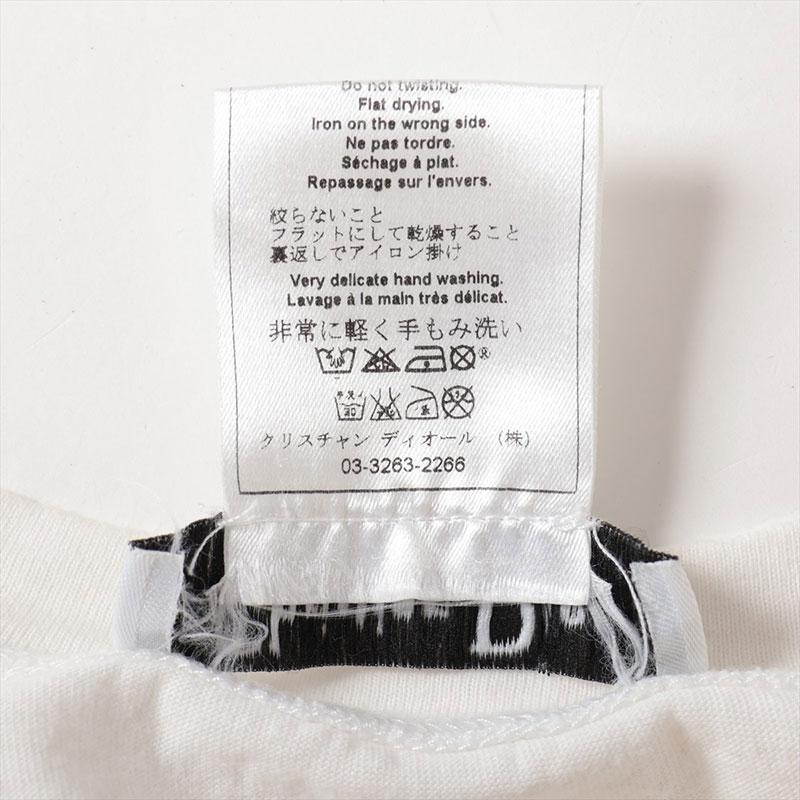 Do not twisting.
Flat drying.
Iron on the wrong side.
Ne pas tordre.
Séchage à plat.
Repassage sur l'envers.
絞らないこと
フラットにして乾燥すること
裏返しでアイロン掛け
Very delicate hand washing.
Lavage à la main très délicat.
非常に軽く手もみ洗い
クリスチャン ディオール (株)
03-3263-2266